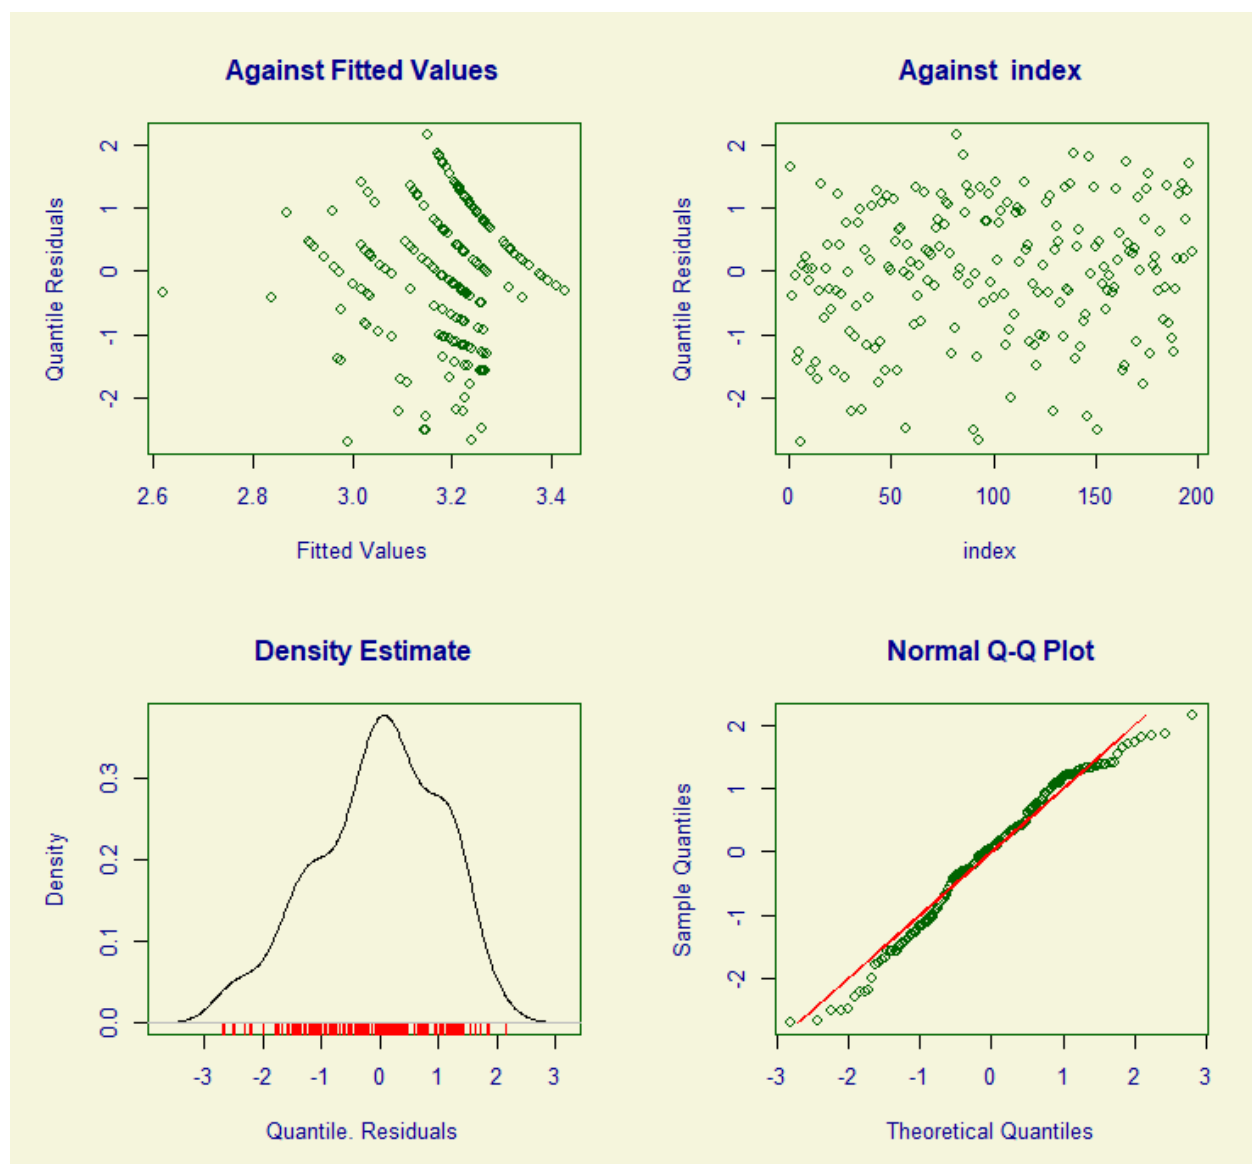 Against Fitted Values
Quantile Residuals
2
1
0
-1
-2
2.6 2.8 3.0 3.2 3.4
Fitted Values
Against index
Quantile Residuals
2
1
0
-1
-2
0 50 100 150 200
index
Density Estimate
Density
0.3
0.2
0.1
0.0
-3 -2 -1 0 1 2 3
Quantile. Residuals
Normal Q-Q Plot
Sample Quantiles
2
1
0
-1
-2
-3 -2 -1 0 1 2 3
Theoretical Quantiles